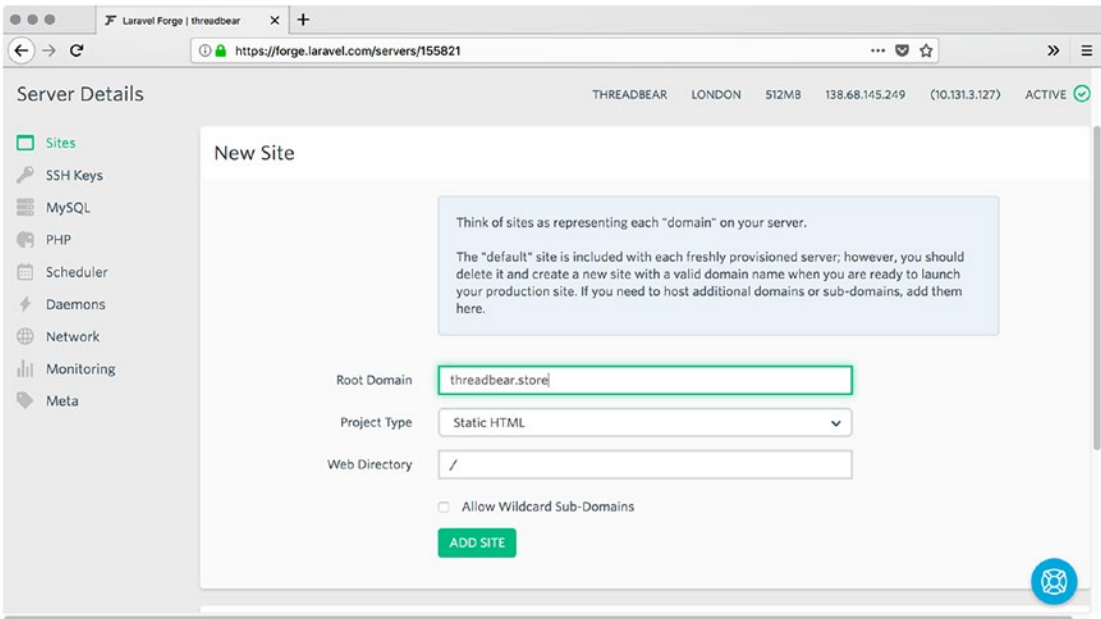 Laravel Forge | threadbear
https://forge.laravel.com/servers/155821
Server Details
THREADBEAR LONDON 512MB 138.68.145.249 (10.131.3.127) ACTIVE
Sites
SSH Keys
MySQL
PHP
Scheduler
Daemons
Network
Monitoring
Meta
New Site
Think of sites as representing each "domain" on your server.
The "default" site is included with each freshly provisioned server; however, you should
delete it and create a new site with a valid domain name when you are ready to launch
your production site. If you need to host additional domains or sub-domains, add them
here.
Root Domain threadbear.store
Project Type Static HTML
Web Directory /
Allow Wildcard Sub-Domains
ADD SITE